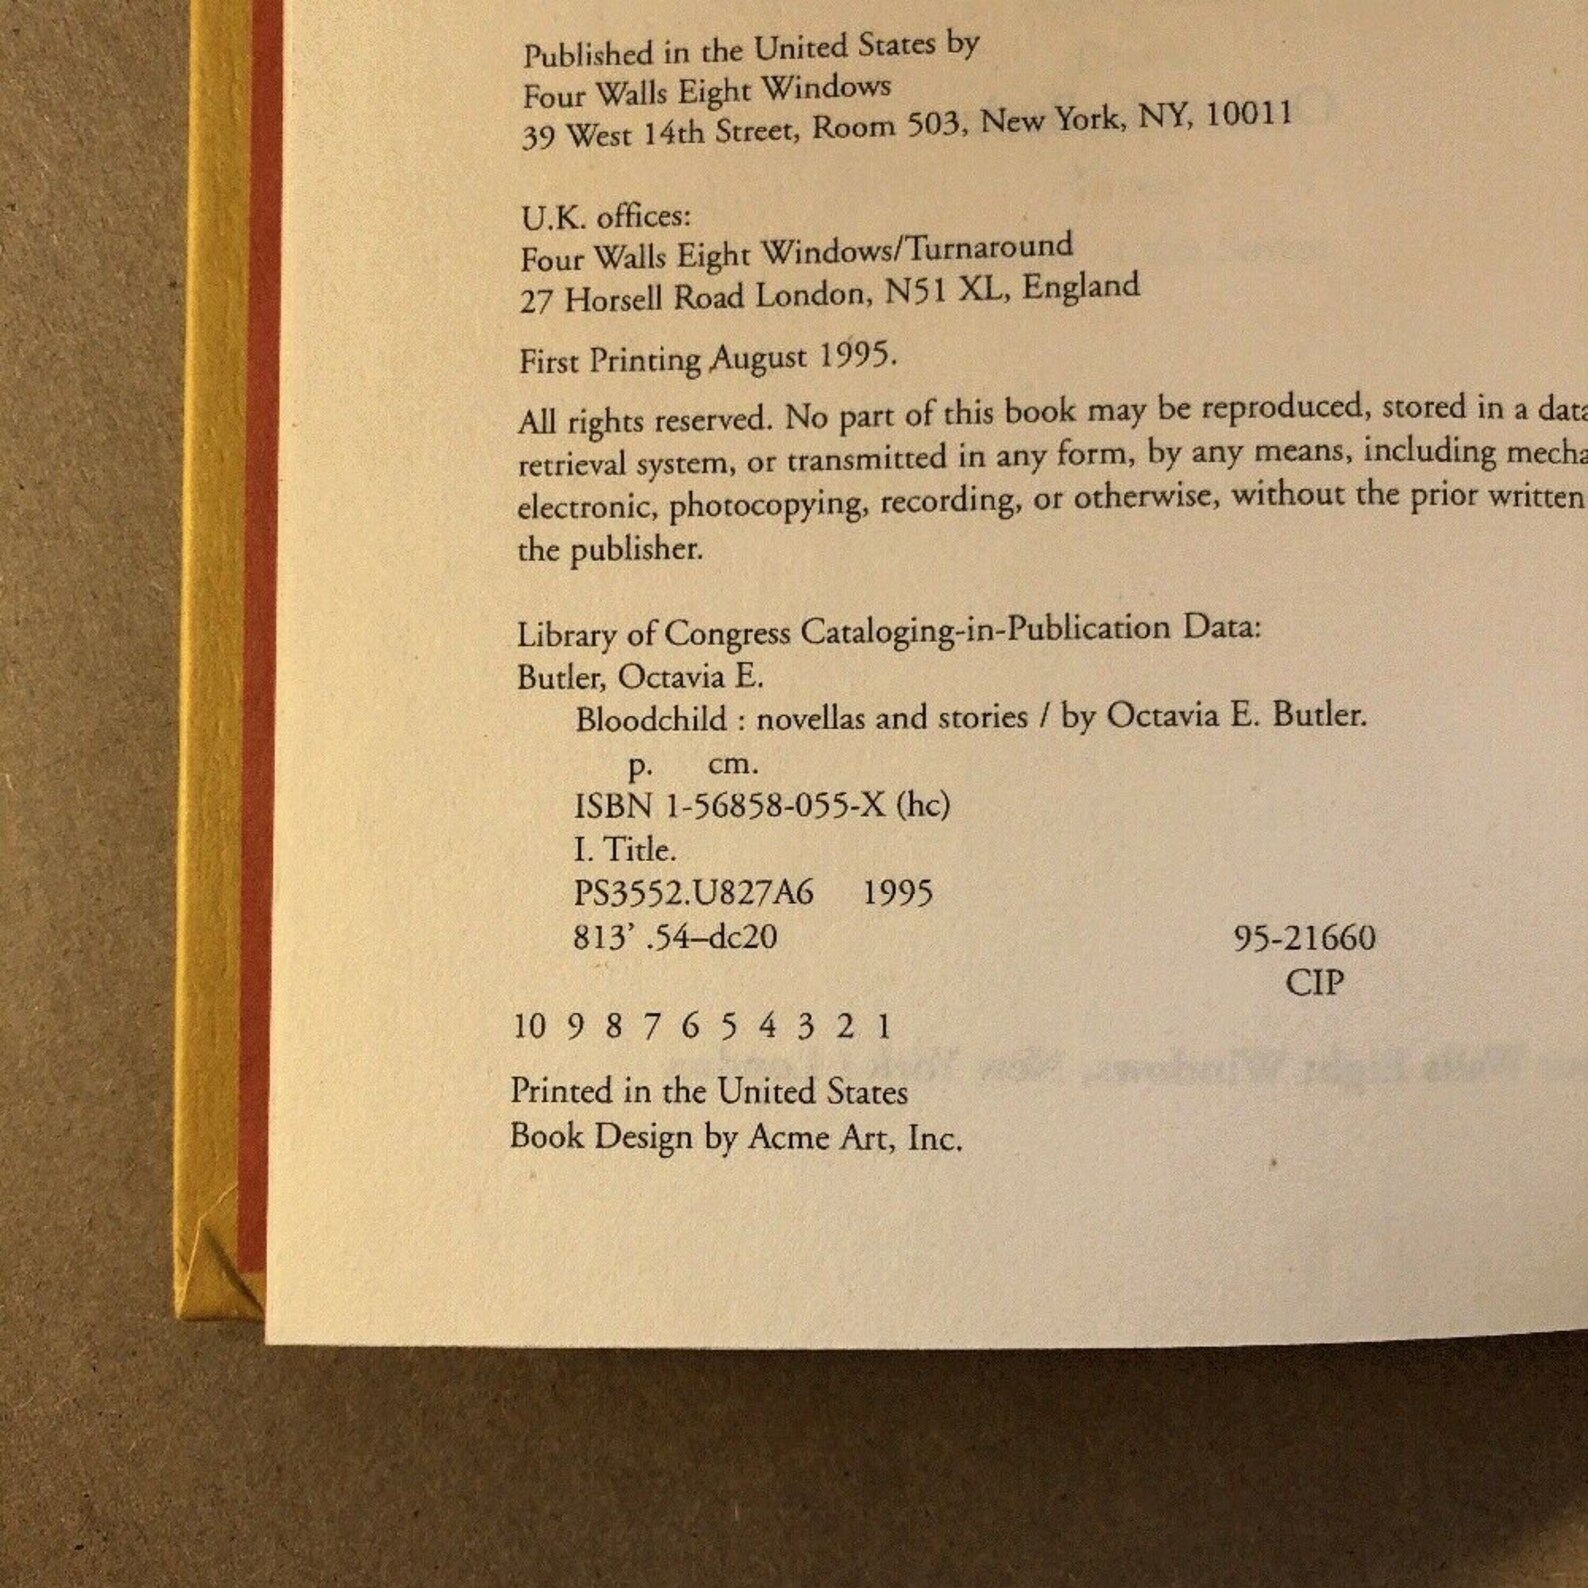 Published in the United States by
Four Walls Eight Windows
39 West 14th Street, Room 503, New York, NY, 10011
U.K. offices:
Four Walls Eight Windows/Turnaround
27 Horsell Road London, N51 XL, England
First Printing August 1995.
All rights reserved. No part of this book may be reproduced, stored in a data
retrieval system, or transmitted in any form, by any means, including mecha
electronic, photocopying, recording, or otherwise, without the prior written
the publisher.
Library of Congress Cataloging-in-Publication Data:
Butler, Octavia E.
Bloodchild : novellas and stories / by Octavia E. Butler.
p. cm.
ISBN 1-56858-055-X (hc)
I. Title.
PS3552.U827A6 1995
813' .54–dc20 95-21660
CIP
10 9 8 7 6 5 4 3 2 1
Printed in the United States
Book Design by Acme Art, Inc.